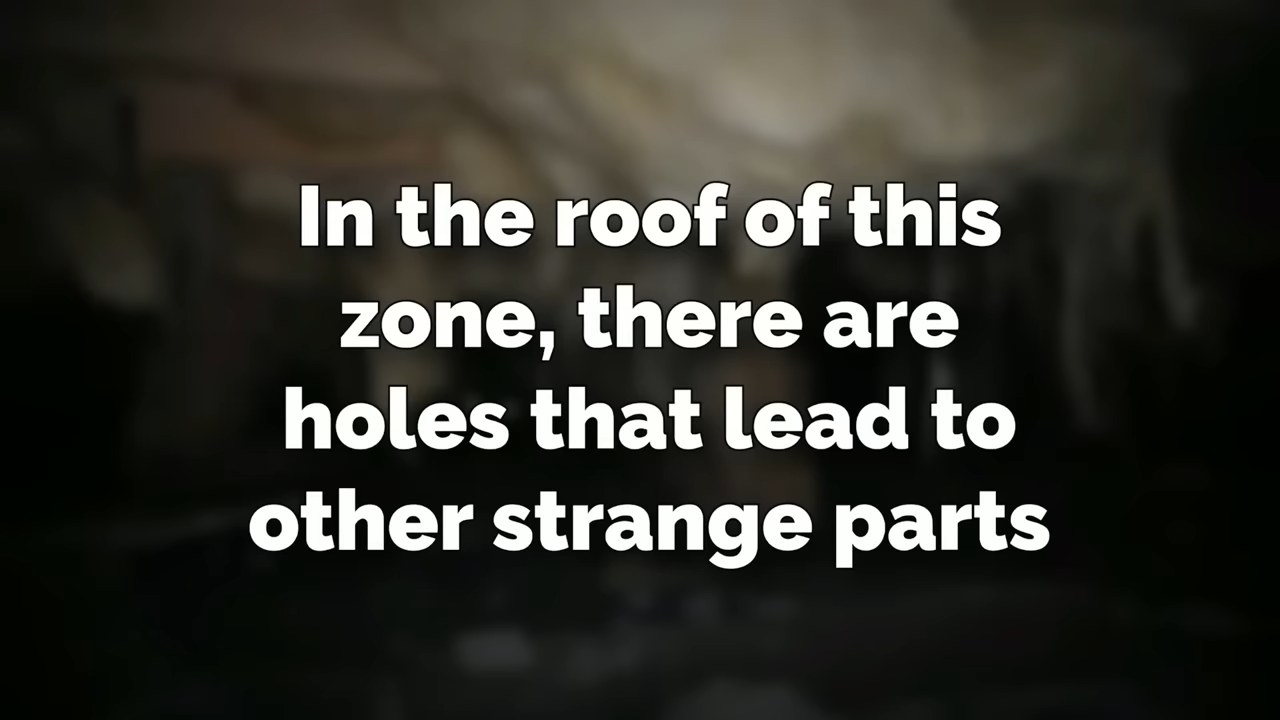 In the roof of this
zone, there are
holes that lead to
other strange parts